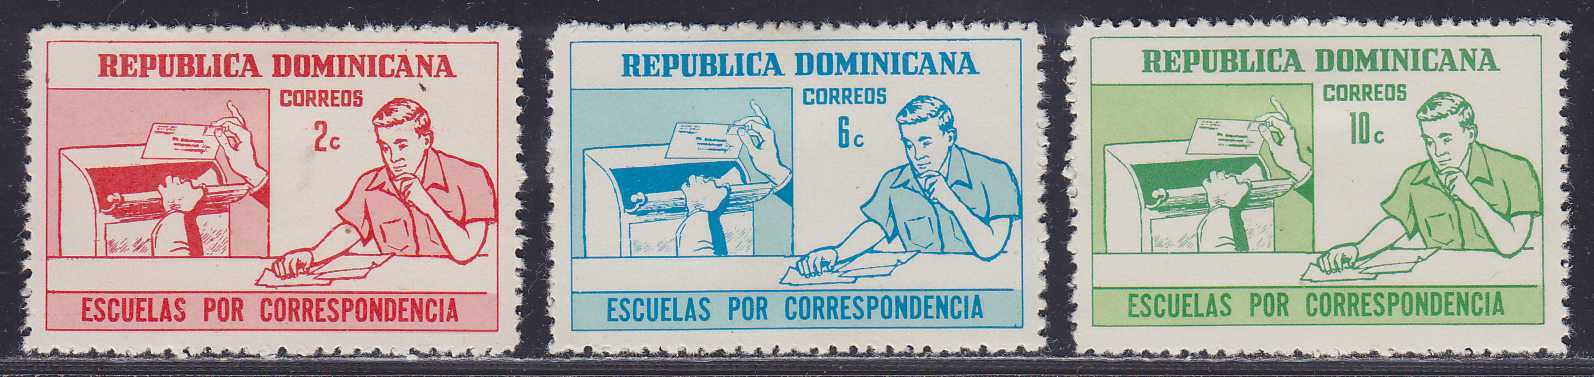 REPUBLICA DOMINICANA
CORREOS
2c
ESCUELAS POR CORRESPONDENCIA
REPUBLICA DOMINICANA
CORREOS
6c
ESCUELAS POR CORRESPONDENCIA
REPUBLICA DOMINICANA
CORREOS
10c
ESCUELAS POR CORRESPONDENCIA